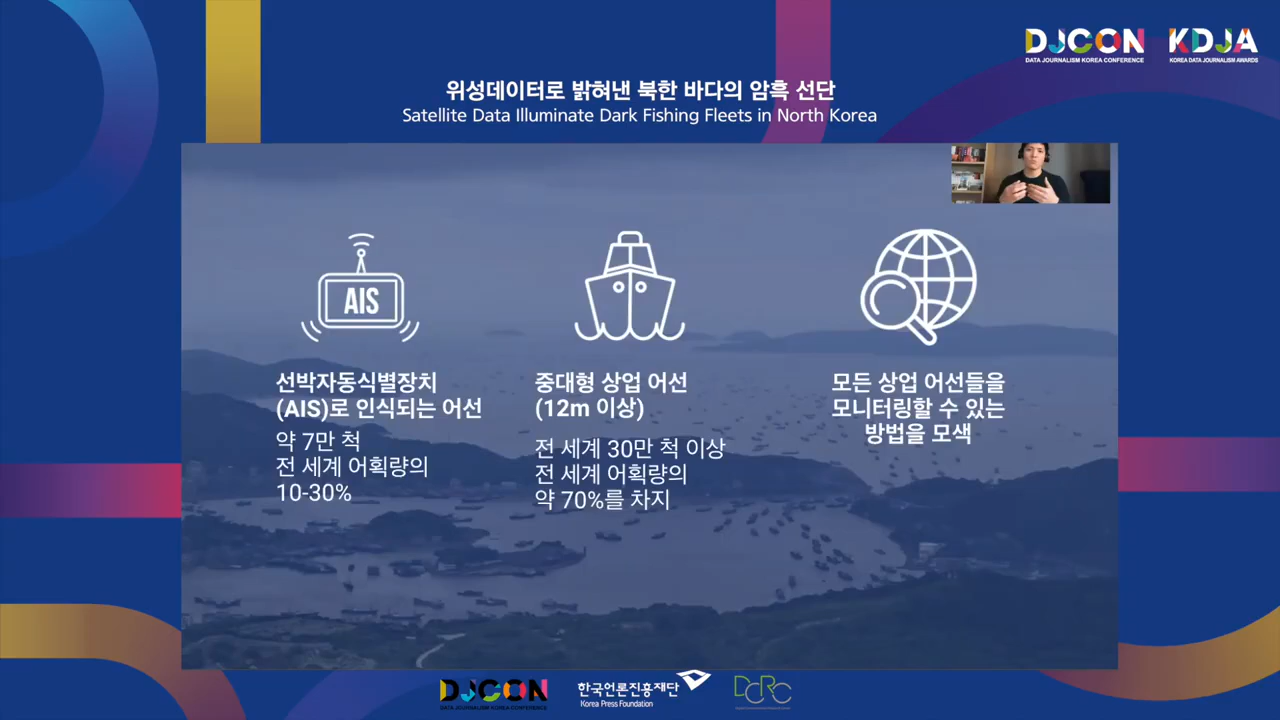 DJCON
DATA JOURNALISM KOREA CONFERENCE
KDJA
KOREA DATA JOURNALISM AWARDS
위성데이터로 밝혀낸 북한 바다의 암흑 선단
Satellite Data Illuminate Dark Fishing Fleets in North Korea
AIS
선박자동식별장치
(AIS)로 인식되는 어선
약 7만 척
전 세계 어획량의
10-30%
중대형 상업 어선
(12m 이상)
전 세계 30만 척 이상
전 세계 어획량의
약 70%를 차지
모든 상업 어선들을
모니터링할 수 있는
방법을 모색
DJCON
DATA JOURNALISM KOREA CONFERENCE
한국언론진흥재단
Korea Press Foundation
DCRC